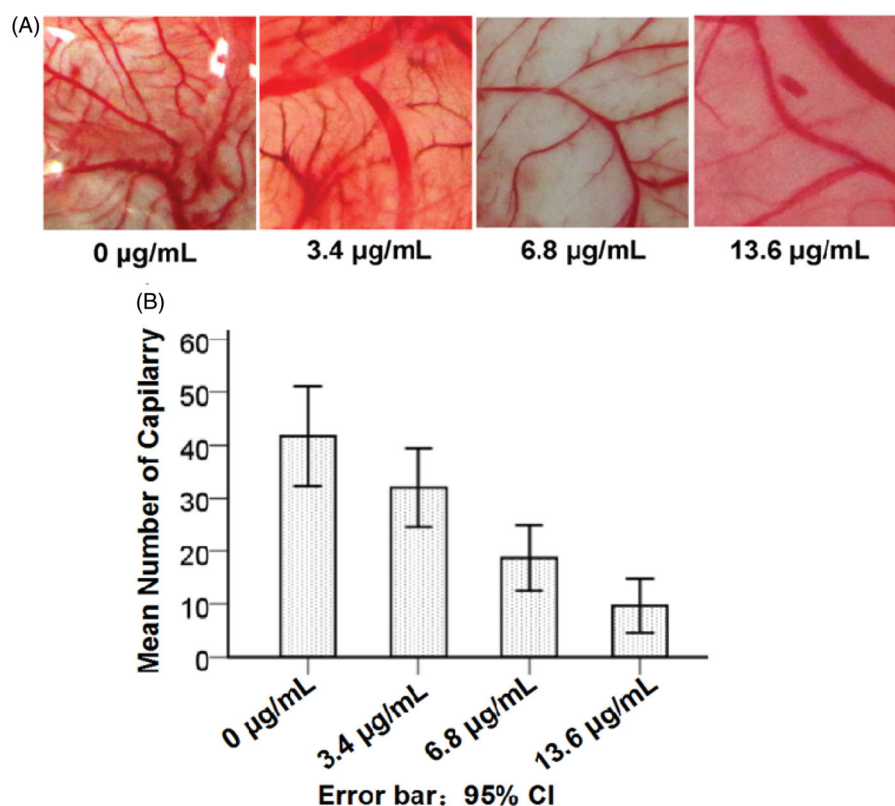 (A)
0 µg/mL 3.4 µg/mL 6.8 µg/mL 13.6 µg/mL
(B)
Mean Number of Capilarry
60
50
40
30
20
10
0
0 µg/mL 3.4 µg/mL 6.8 µg/mL 13.6 µg/mL
Error bar：95% CI